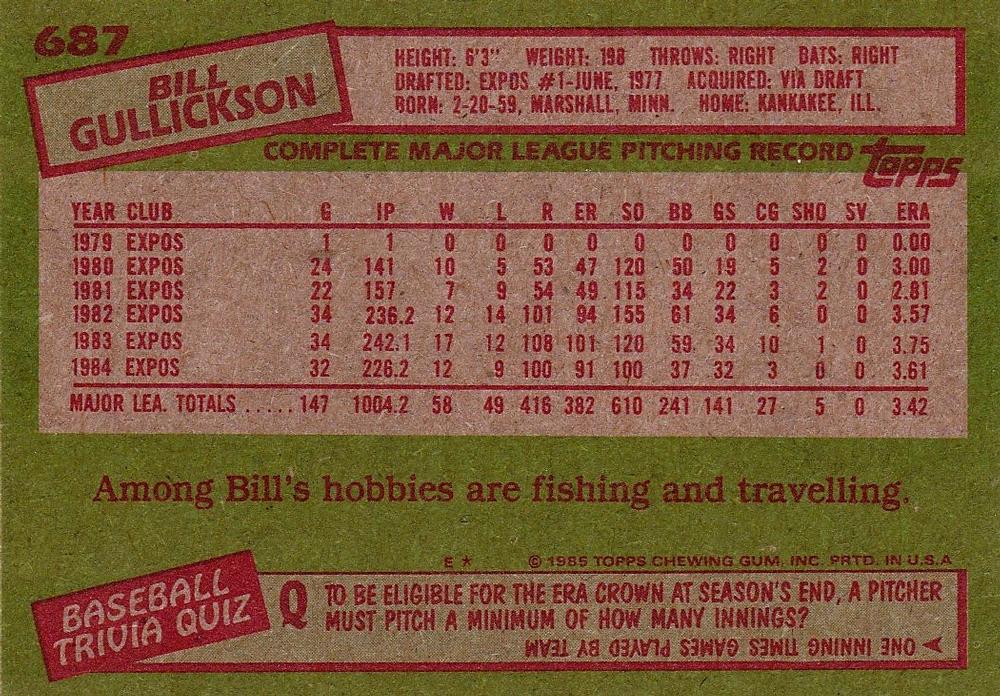 687
BILL
GULLICKSON
HEIGHT: 6'3" WEIGHT: 198 THROWS: RIGHT BATS: RIGHT
DRAFTED: EXPOS #1-JUNE, 1977 ACQUIRED: VIA DRAFT
BORN: 2-20-59, MARSHALL, MINN. HOME: KANKAKEE, ILL.
COMPLETE MAJOR LEAGUE PITCHING RECORD
topps
YEAR CLUB G IP W L R ER SO BB GS CG SHO SV ERA
1979 EXPOS 1 1 0 0 0 0 0 0 0 0 0 0 0.00
1980 EXPOS 24 141 10 5 53 47 120 50 19 5 2 0 3.00
1981 EXPOS 22 157 7 9 54 49 115 34 22 3 2 0 2.81
1982 EXPOS 34 236.2 12 14 101 94 155 61 34 6 0 0 3.57
1983 EXPOS 34 242.1 17 12 108 101 120 59 34 10 1 0 3.75
1984 EXPOS 32 226.2 12 9 100 91 100 37 32 3 0 0 3.61
MAJOR LEA. TOTALS ..... 147 1004.2 58 49 416 382 610 241 141 27 5 0 3.42
Among Bill's hobbies are fishing and travelling.
E * © 1985 TOPPS CHEWING GUM, INC. PRTD. IN U.S.A
BASEBALL
TRIVIA QUIZ
Q TO BE ELIGIBLE FOR THE ERA CROWN AT SEASON'S END, A PITCHER
MUST PITCH A MINIMUM OF HOW MANY INNINGS?
ONE INNING TIMES GAMES PLAYED BY TEAM